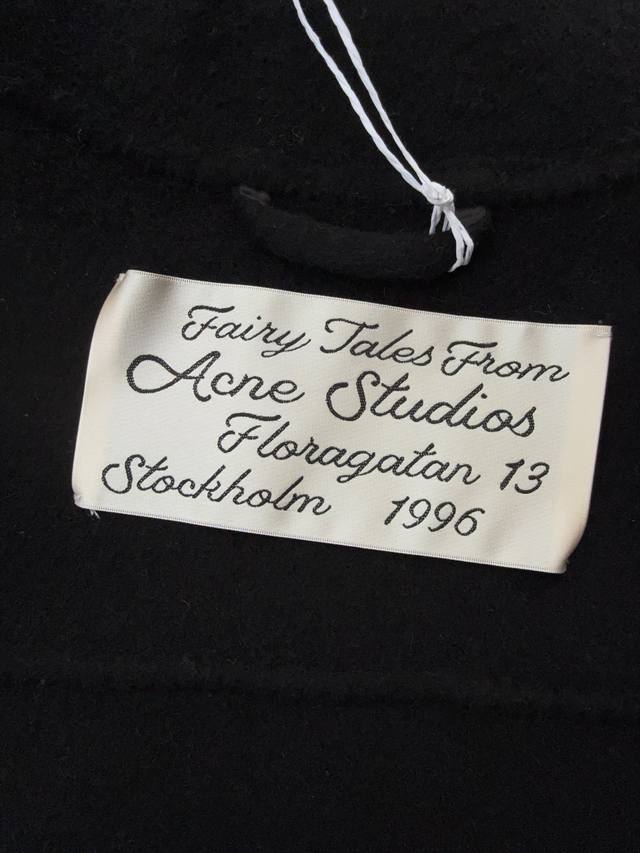 Fairy Tales From
Acne Studios
Floragatan 13
Stockholm 1996